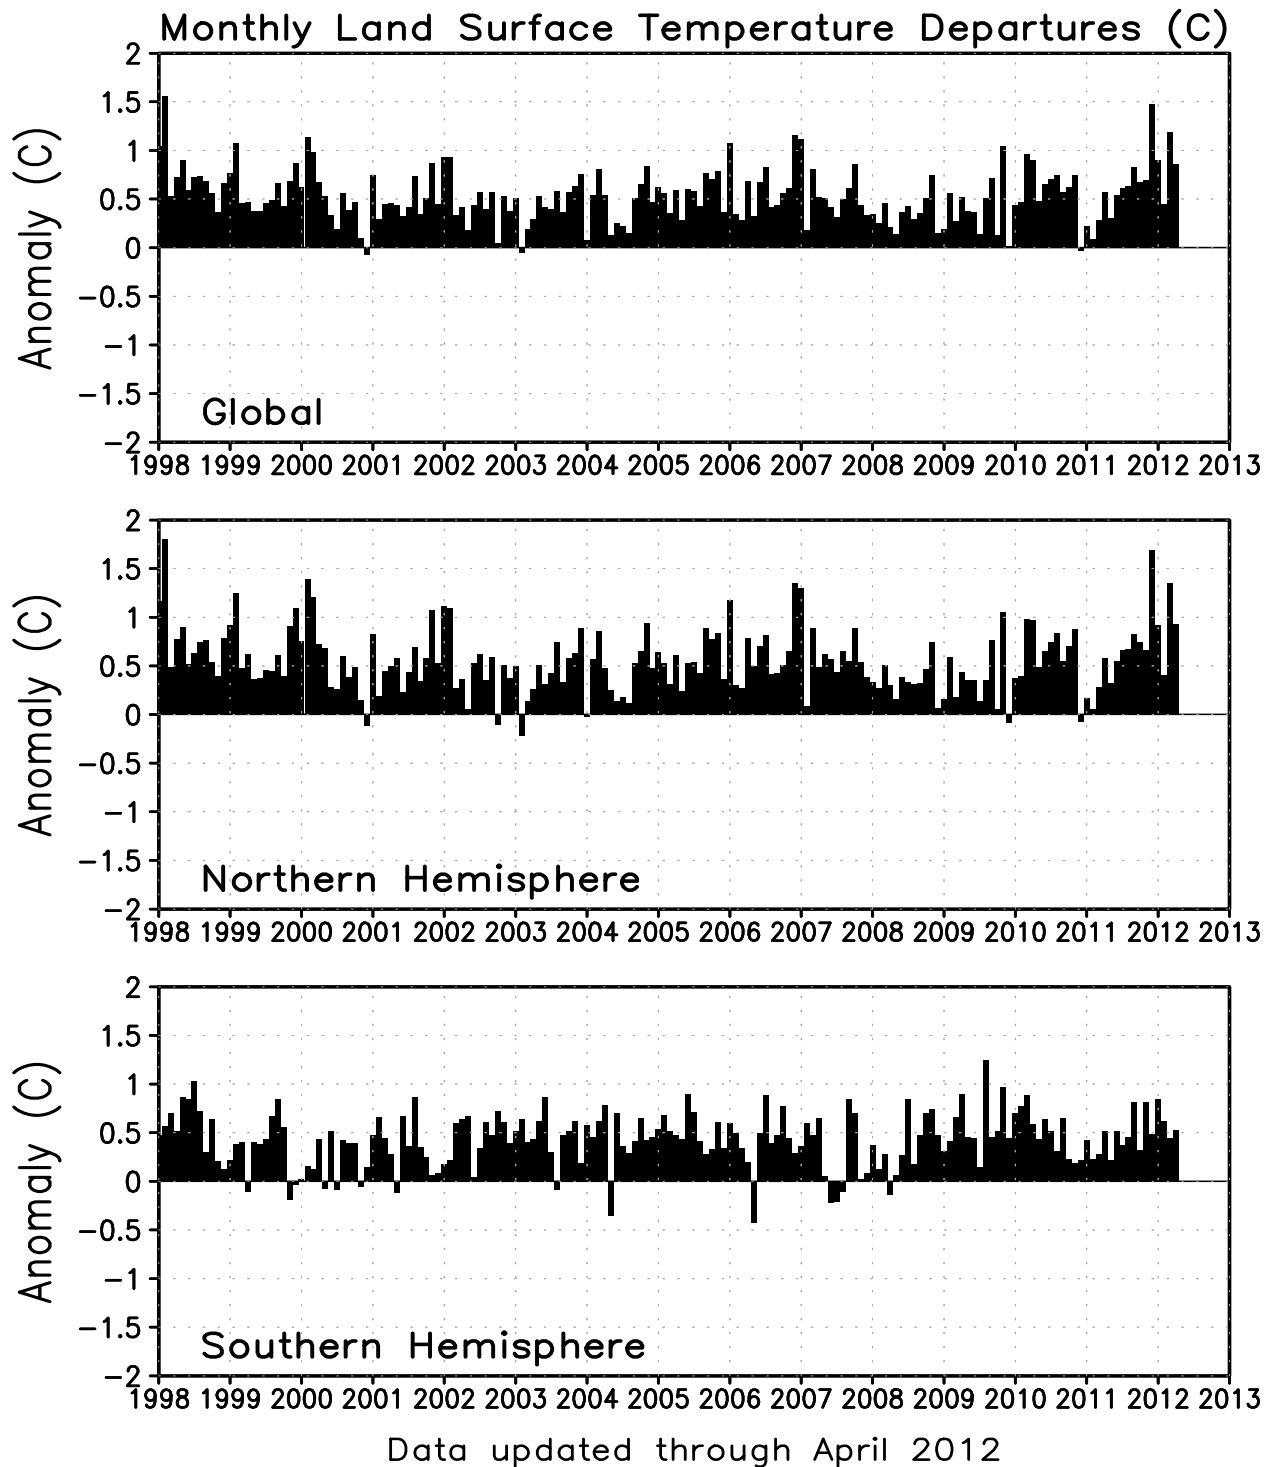 Monthly Land Surface Temperature Departures (C)
2
1.5
1
0.5
0
−0.5
−1
−1.5
−2
Anomaly (C)
Global
1998 1999 2000 2001 2002 2003 2004 2005 2006 2007 2008 2009 2010 2011 2012 2013
2
1.5
1
0.5
0
−0.5
−1
−1.5
−2
Anomaly (C)
Northern Hemisphere
1998 1999 2000 2001 2002 2003 2004 2005 2006 2007 2008 2009 2010 2011 2012 2013
2
1.5
1
0.5
0
−0.5
−1
−1.5
−2
Anomaly (C)
Southern Hemisphere
1998 1999 2000 2001 2002 2003 2004 2005 2006 2007 2008 2009 2010 2011 2012 2013
Data updated through April 2012